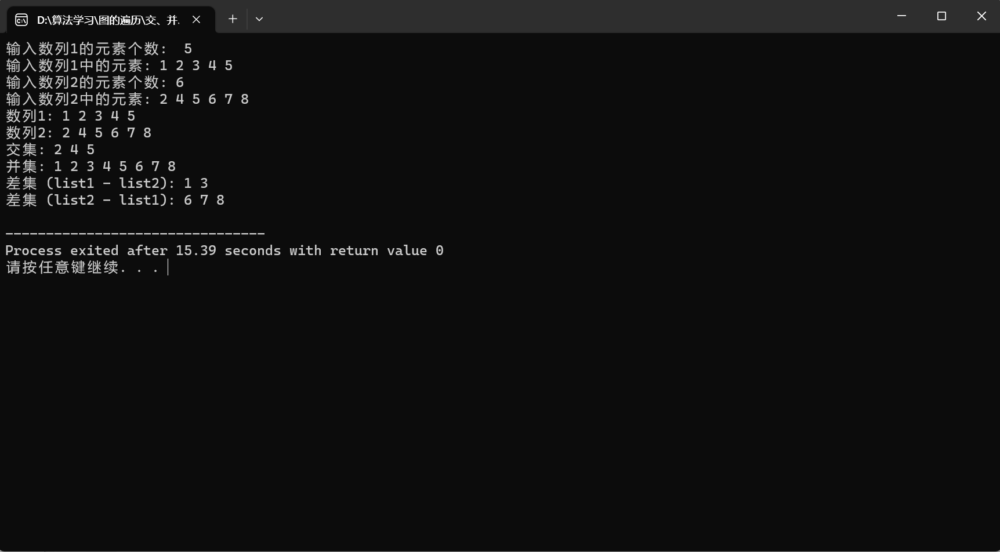 D:\算法学习\图的遍历\交、并.
输入数列1的元素个数:  5
输入数列1中的元素: 1 2 3 4 5
输入数列2的元素个数: 6
输入数列2中的元素: 2 4 5 6 7 8
数列1: 1 2 3 4 5
数列2: 2 4 5 6 7 8
交集: 2 4 5
并集: 1 2 3 4 5 6 7 8
差集 (list1 - list2): 1 3
差集 (list2 - list1): 6 7 8
--------------------------------
Process exited after 15.39 seconds with return value 0
请按任意键继续. . .